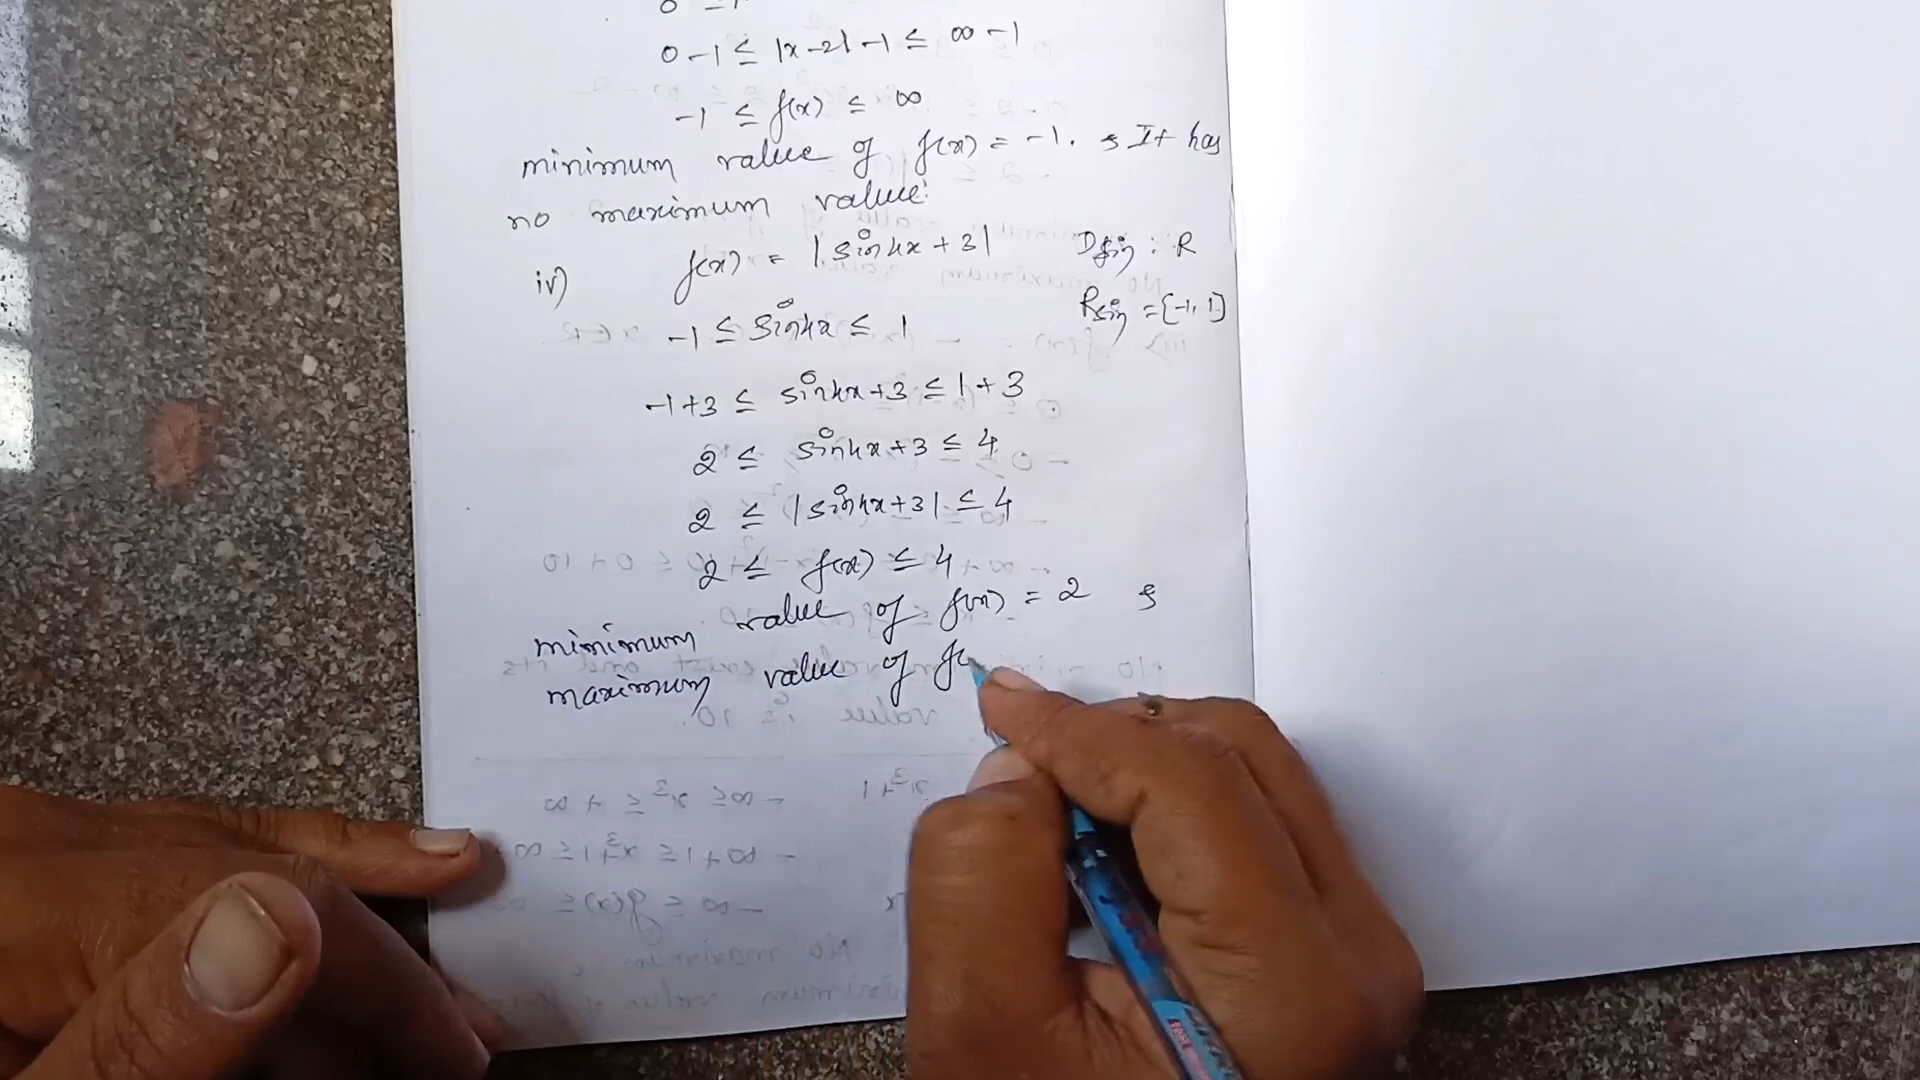 0 - 1 ≤ |x - 2| - 1 ≤ ∞ - 1
-1 ≤ f(x) ≤ ∞
minimum value of f(x) = -1. & It has
no maximum value.
iv) f(x) = |sin4x + 3| Dsin : R
-1 ≤ sin4x ≤ 1 Rsin = [-1, 1]
-1 + 3 ≤ sin4x + 3 ≤ 1 + 3
2 ≤ sin4x + 3 ≤ 4
2 ≤ |sin4x + 3| ≤ 4
2 ≤ f(x) ≤ 4
minimum value of f(x) = 2 &
maximum value of f(